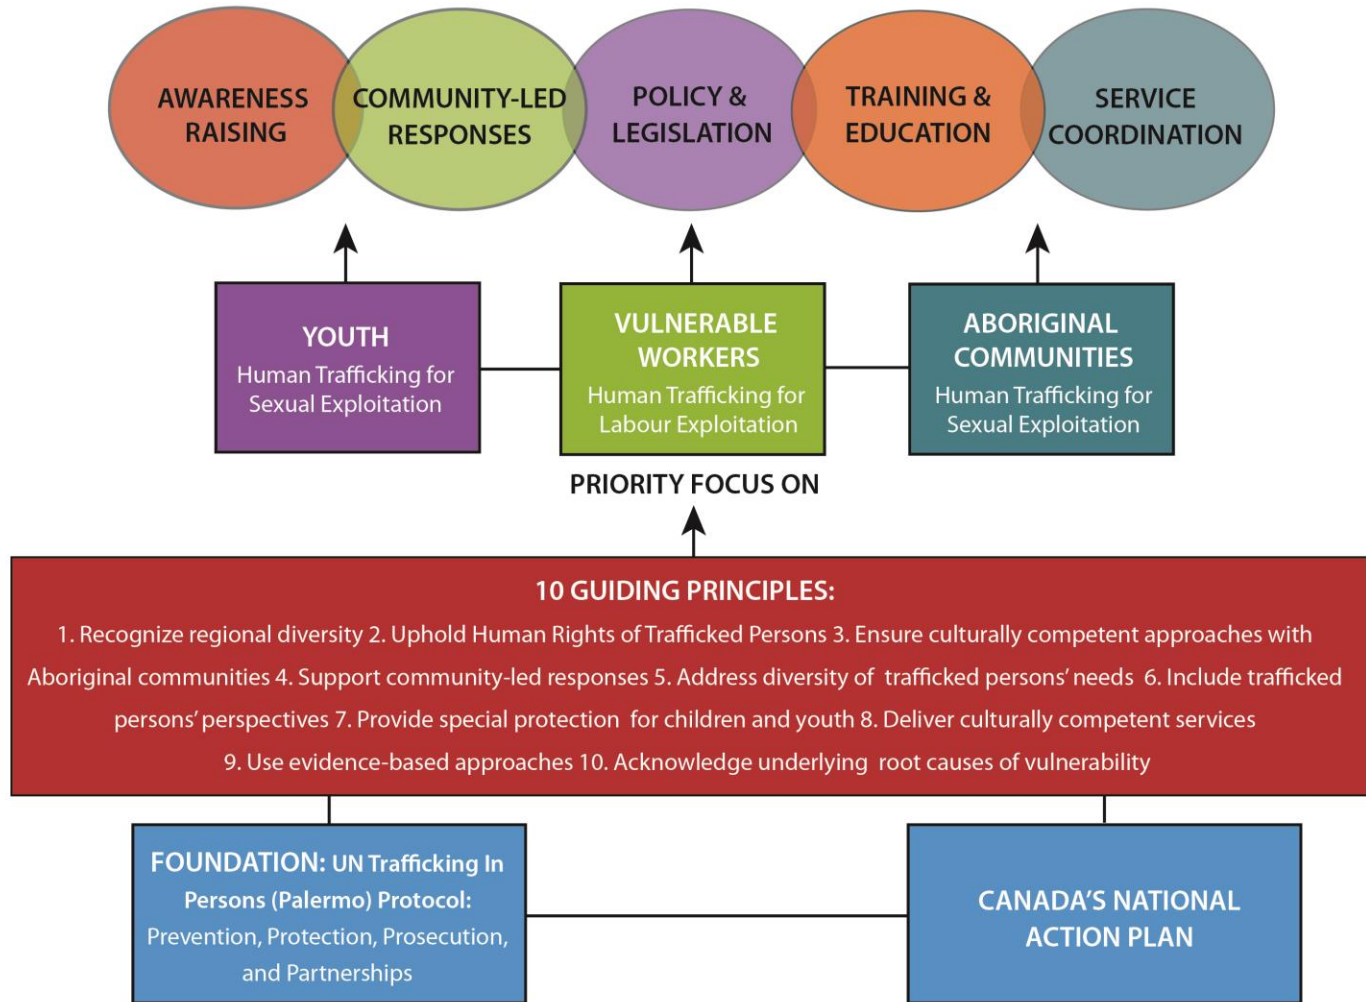 AWARENESS
RAISING
COMMUNITY-LED
RESPONSES
POLICY &
LEGISLATION
TRAINING &
EDUCATION
SERVICE
COORDINATION
YOUTH
Human Trafficking for
Sexual Exploitation
VULNERABLE
WORKERS
Human Trafficking for
Labour Exploitation
ABORIGINAL
COMMUNITIES
Human Trafficking for
Sexual Exploitation
PRIORITY FOCUS ON
10 GUIDING PRINCIPLES:
1. Recognize regional diversity 2. Uphold Human Rights of Trafficked Persons 3. Ensure culturally competent approaches with
Aboriginal communities 4. Support community-led responses 5. Address diversity of trafficked persons' needs 6. Include trafficked
persons' perspectives 7. Provide special protection for children and youth 8. Deliver culturally competent services
9. Use evidence-based approaches 10. Acknowledge underlying root causes of vulnerability
FOUNDATION: UN Trafficking In
Persons (Palermo) Protocol:
Prevention, Protection, Prosecution,
and Partnerships
CANADA'S NATIONAL
ACTION PLAN